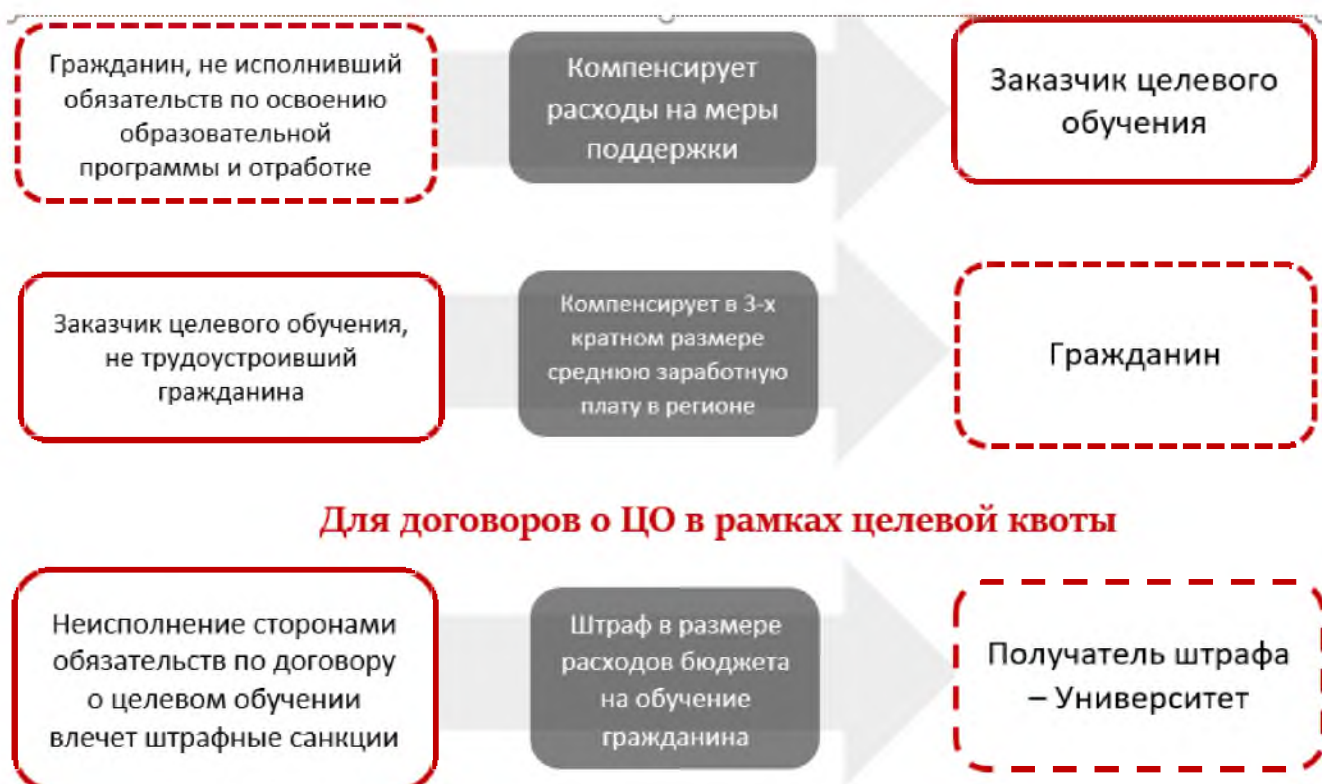 Гражданин, не исполнивший
обязательств по освоению
образовательной
программы и отработке
Компенсирует
расходы на меры
поддержки
Заказчик целевого
обучения
Заказчик целевого обучения,
не трудоустроивший
гражданина
Компенсирует в 3-х
кратном размере
среднюю заработную
плату в регионе
Гражданин
Для договоров о ЦО в рамках целевой квоты
Неисполнение сторонами
обязательств по договору
о целевом обучении
влечет штрафные санкции
Штраф в размере
расходов бюджета
на обучение
гражданина
Получатель штрафа
– Университет